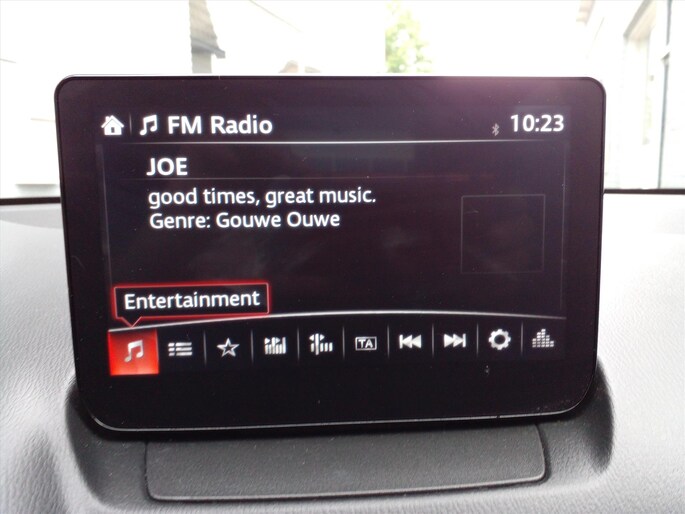 FM Radio
10:23
JOE
good times, great music.
Genre: Gouwe Ouwe
Entertainment
TA